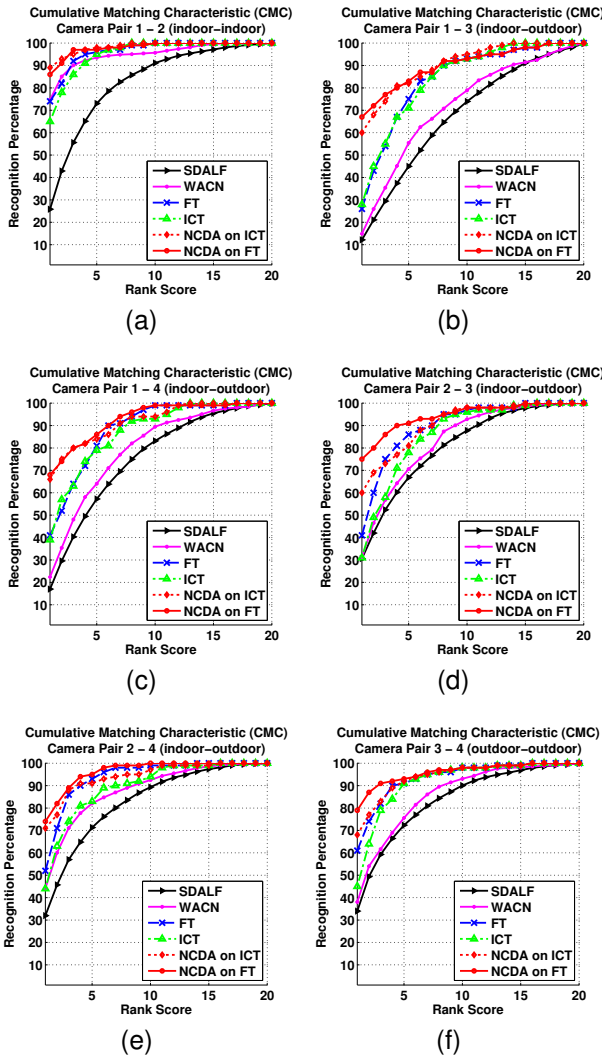 Cumulative Matching Characteristic (CMC)
Camera Pair 1 – 2 (indoor–indoor)
Recognition Percentage
100
90
80
70
60
50
40
30
20
10
SDALF
WACN
FT
ICT
NCDA on ICT
NCDA on FT
5 10 15 20
Rank Score
(a)
Cumulative Matching Characteristic (CMC)
Camera Pair 1 – 3 (indoor–outdoor)
Recognition Percentage
100
90
80
70
60
50
40
30
20
10
SDALF
WACN
FT
ICT
NCDA on ICT
NCDA on FT
5 10 15 20
Rank Score
(b)
Cumulative Matching Characteristic (CMC)
Camera Pair 1 – 4 (indoor–outdoor)
Recognition Percentage
100
90
80
70
60
50
40
30
20
10
SDALF
WACN
FT
ICT
NCDA on ICT
NCDA on FT
5 10 15 20
Rank Score
(c)
Cumulative Matching Characteristic (CMC)
Camera Pair 2 – 3 (indoor–outdoor)
Recognition Percentage
100
90
80
70
60
50
40
30
20
10
SDALF
WACN
FT
ICT
NCDA on ICT
NCDA on FT
5 10 15 20
Rank Score
(d)
Cumulative Matching Characteristic (CMC)
Camera Pair 2 – 4 (indoor–outdoor)
Recognition Percentage
100
90
80
70
60
50
40
30
20
10
SDALF
WACN
FT
ICT
NCDA on ICT
NCDA on FT
5 10 15 20
Rank Score
(e)
Cumulative Matching Characteristic (CMC)
Camera Pair 3 – 4 (outdoor–outdoor)
Recognition Percentage
100
90
80
70
60
50
40
30
20
10
SDALF
WACN
FT
ICT
NCDA on ICT
NCDA on FT
5 10 15 20
Rank Score
(f)